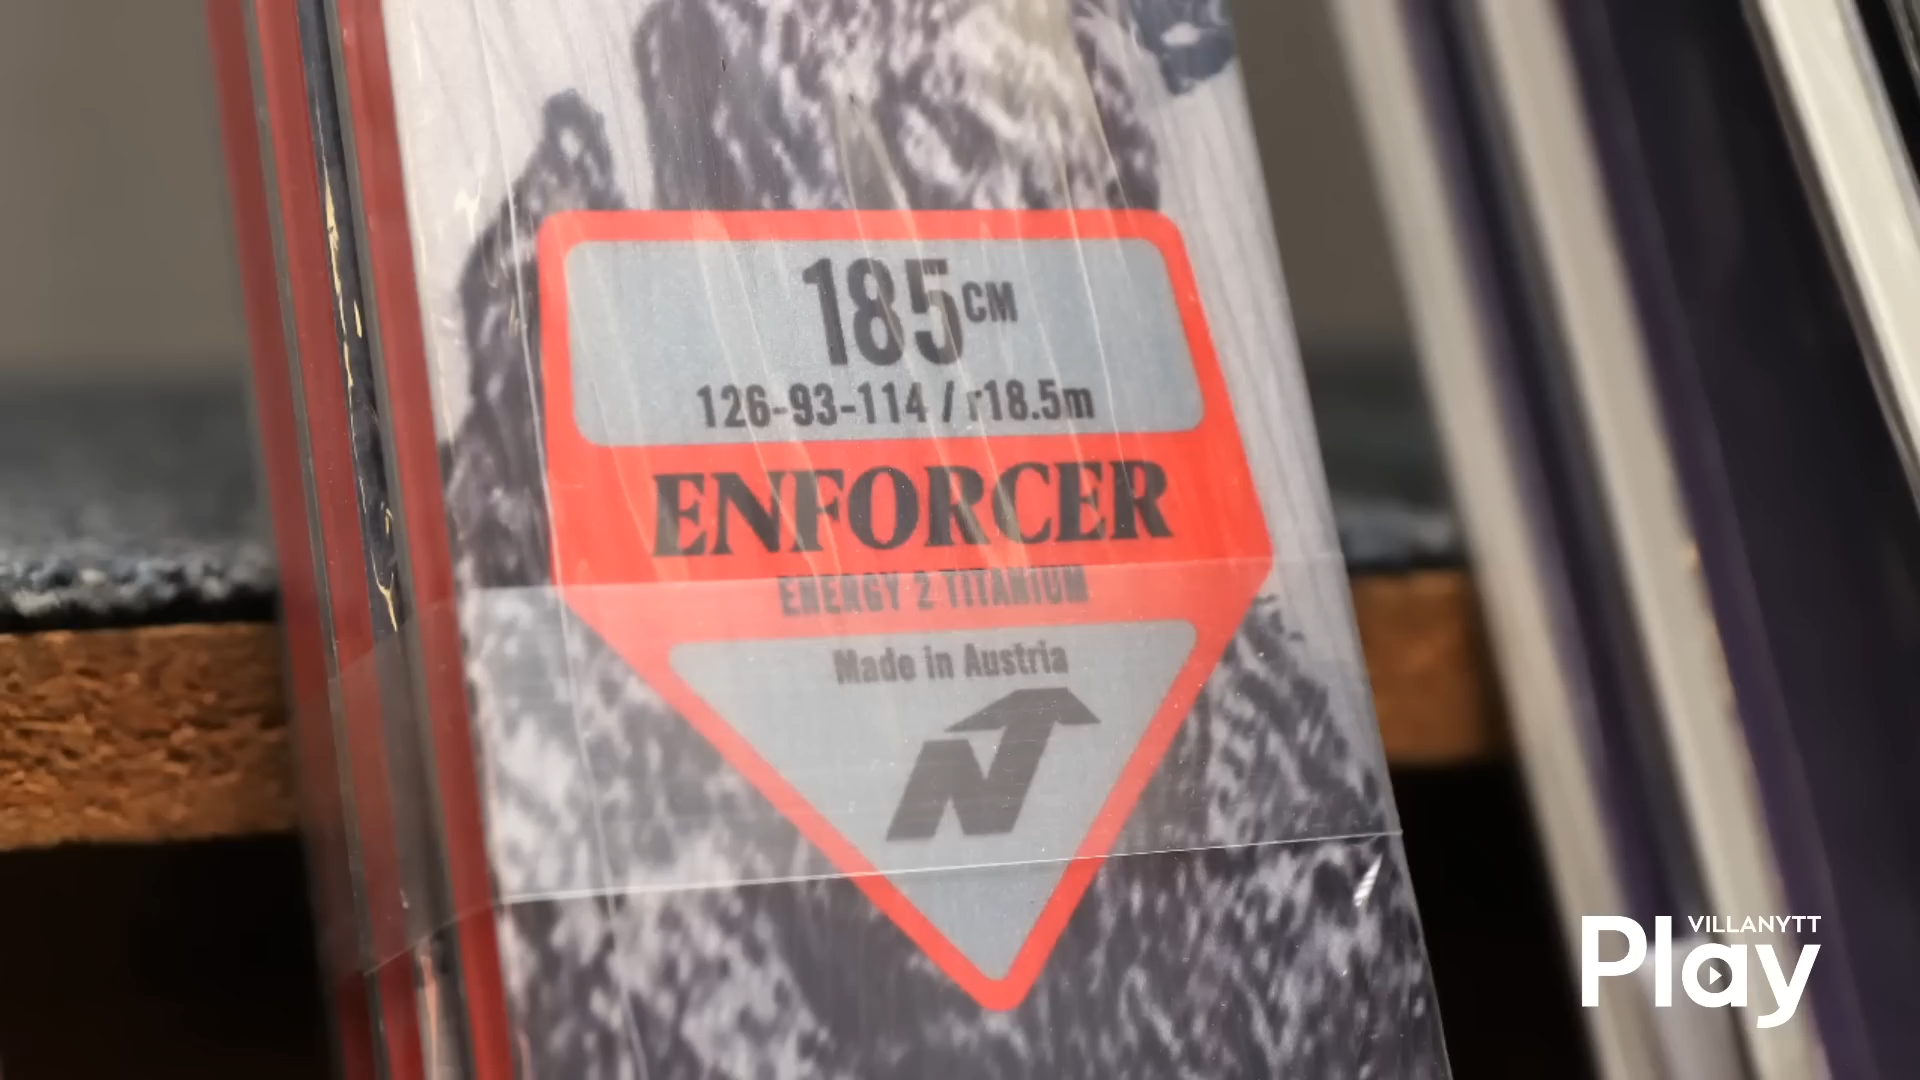 185CM
126-93-114 / r18.5m
ENFORCER
ENERGY 2 TITANIUM
Made in Austria
N
VILLANYTT
Play